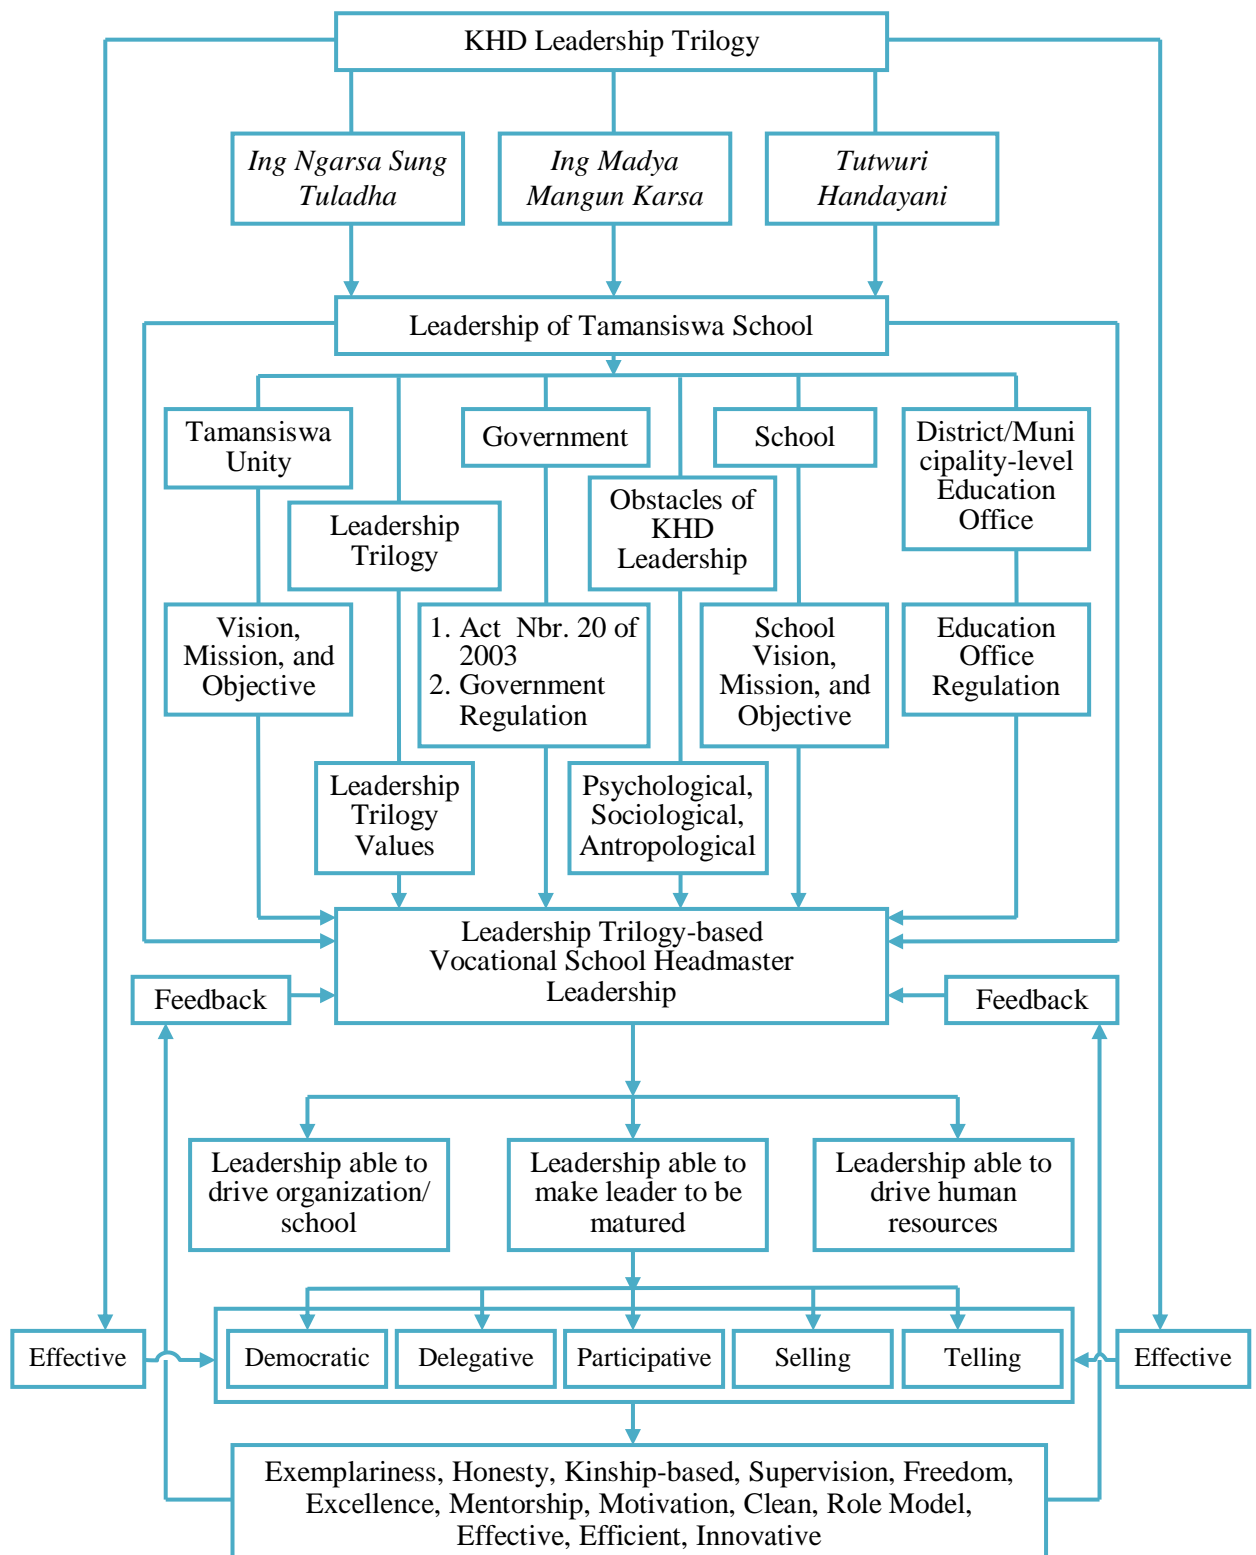 KHD Leadership Trilogy
Ing Ngarsa Sung
Tuladha
Ing Madya
Mangun Karsa
Tutwuri
Handayani
Leadership of Tamansiswa School
Tamansiswa
Unity
Government
School
District/Muni
cipality-level
Education
Office
Leadership
Trilogy
Obstacles of
KHD
Leadership
Vision,
Mission, and
Objective
1. Act Nbr. 20 of
2003
2. Government
Regulation
School
Vision,
Mission, and
Objective
Education
Office
Regulation
Leadership
Trilogy
Values
Psychological,
Sociological,
Antropological
Leadership Trilogy-based
Vocational School Headmaster
Leadership
Feedback
Feedback
Leadership able to
drive organization/
school
Leadership able to
make leader to be
matured
Leadership able to
drive human
resources
Effective
Democratic
Delegative
Participative
Selling
Telling
Effective
Exemplariness, Honesty, Kinship-based, Supervision, Freedom,
Excellence, Mentorship, Motivation, Clean, Role Model,
Effective, Efficient, Innovative